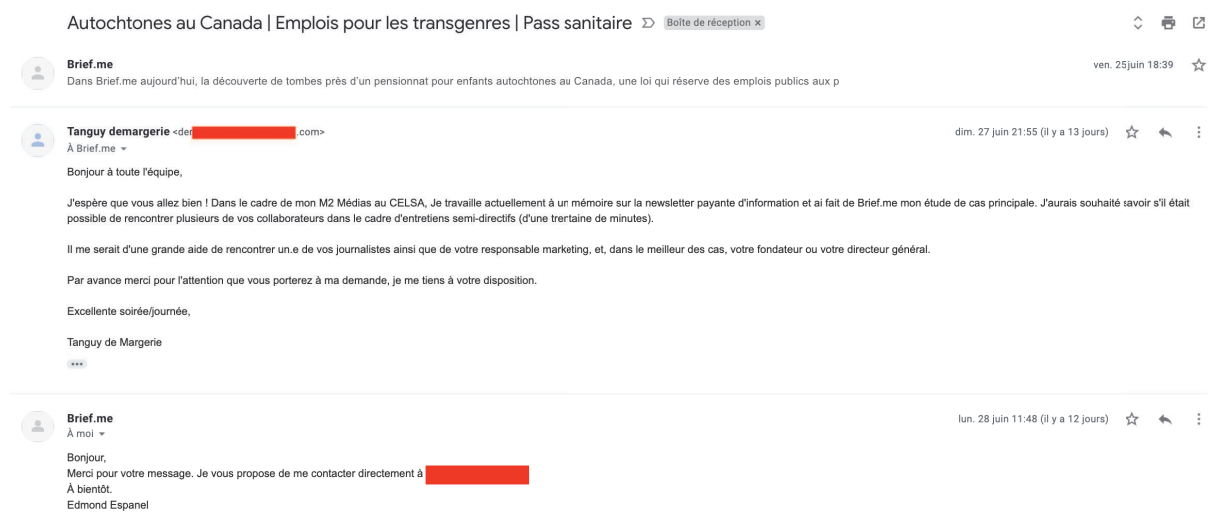 Autochtones au Canada | Emplois pour les transgenres | Pass sanitaire Boîte de réception ×
Brief.me ven. 25 juin 18:39
Dans Brief.me aujourd'hui, la découverte de tombes près d'un pensionnat pour enfants autochtones au Canada, une loi qui réserve des emplois publics aux p
Tanguy demargerie <der .com> dim. 27 juin 21:55 (il y a 13 jours)
À Brief.me
Bonjour à toute l'équipe,
J'espère que vous allez bien ! Dans le cadre de mon M2 Médias au CELSA, Je travaille actuellement à un mémoire sur la newsletter payante d'information et ai fait de Brief.me mon étude de cas principale. J'aurais souhaité savoir s'il était
possible de rencontrer plusieurs de vos collaborateurs dans le cadre d'entretiens semi-directifs (d'une trentaine de minutes).
Il me serait d'une grande aide de rencontrer un.e de vos journalistes ainsi que de votre responsable marketing, et, dans le meilleur des cas, votre fondateur ou votre directeur général.
Par avance merci pour l'attention que vous porterez à ma demande, je me tiens à votre disposition.
Excellente soirée/journée,
Tanguy de Margerie
Brief.me lun. 28 juin 11:48 (il y a 12 jours)
À moi
Bonjour,
Merci pour votre message. Je vous propose de me contacter directement à
À bientôt.
Edmond Espanel